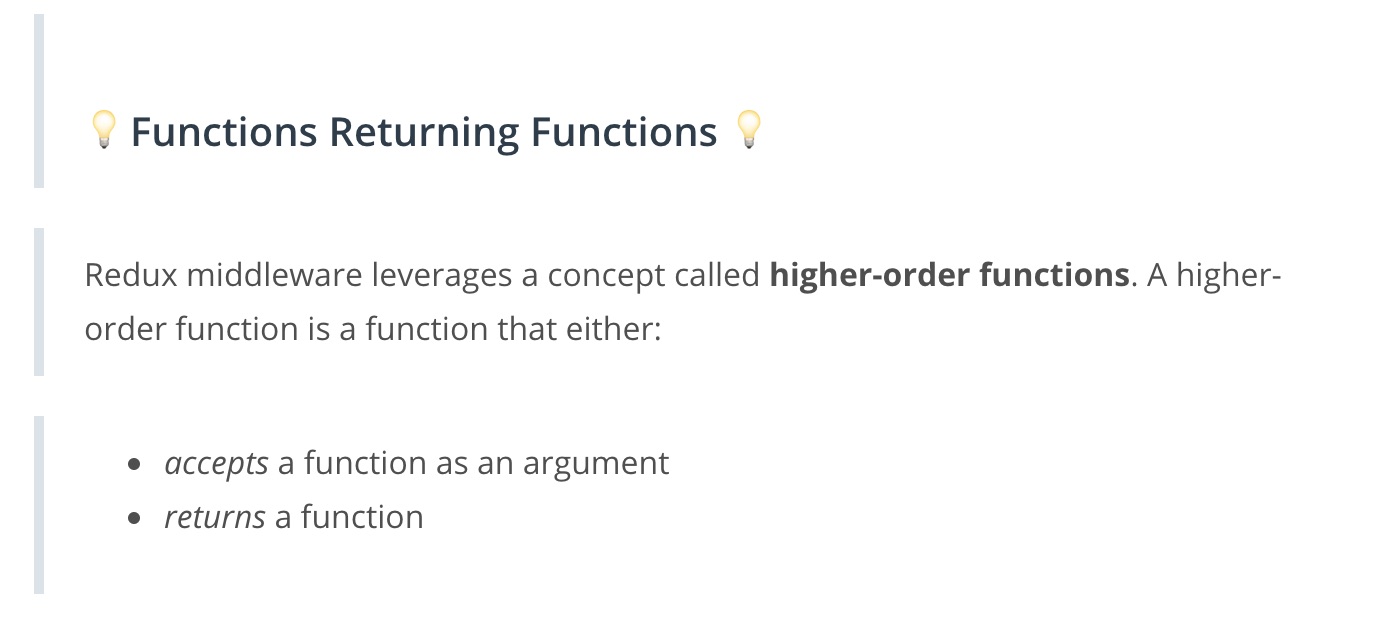 💡 Functions Returning Functions 💡
Redux middleware leverages a concept called higher-order functions. A higher-
order function is a function that either:
• accepts a function as an argument
• returns a function